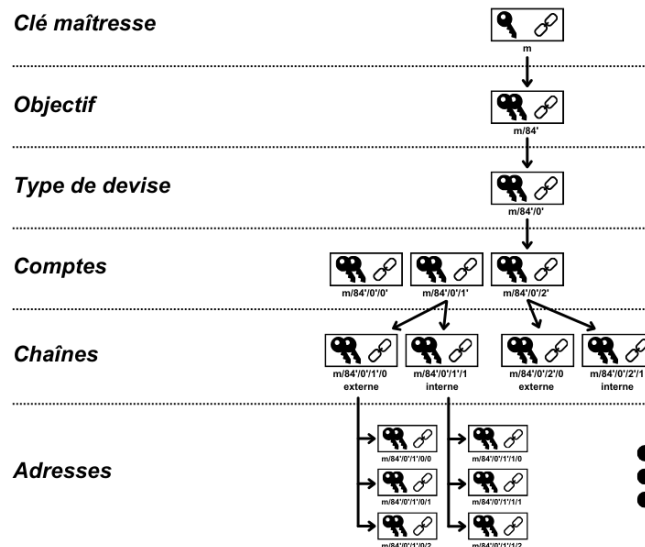 Clé maîtresse
m
Objectif
m/84'
Type de devise
m/84'/0'
Comptes
m/84'/0'/0' m/84'/0'/1' m/84'/0'/2'
Chaînes
m/84'/0'/1'/0 m/84'/0'/1'/1 m/84'/0'/2'/0 m/84'/0'/2'/1
externe interne externe interne
Adresses
m/84'/0'/1'/0/0 m/84'/0'/1'/1/0
m/84'/0'/1'/0/1 m/84'/0'/1'/1/1
m/84'/0'/1'/0/2 m/84'/0'/1'/1/2